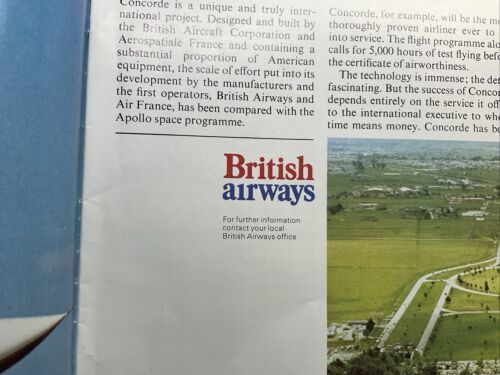 Concorde is a unique and truly inter-
national project. Designed and built by
the British Aircraft Corporation and
Aerospatiale France and containing a
substantial proportion of American
equipment, the scale of effort put into its
development by the manufacturers and
the first operators, British Airways and
Air France, has been compared with the
Apollo space programme.
British
airways
For further information
contact your local
British Airways office
Concorde, for example, will be the m
thoroughly proven airliner ever to
into service. The flight programme alo
calls for 5,000 hours of test flying befo
the certificate of airworthiness.
The technology is immense; the det
fascinating. But the success of Concor
depends entirely on the service it off
to the international executive to wh
time means money. Concorde has be